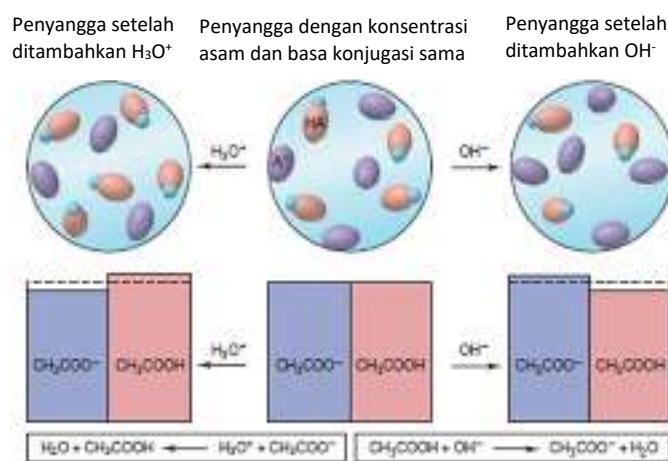 Penyangga setelah
ditambahkan H₃O⁺
Penyangga dengan konsentrasi
asam dan basa konjugasi sama
Penyangga setelah
ditambahkan OH⁻
HA
A⁻
H₃O⁺
OH⁻
CH₃COO⁻
CH₃COOH
H₃O⁺
CH₃COO⁻
CH₃COOH
OH⁻
CH₃COO⁻
CH₃COOH
H₂O + CH₃COOH ← H₃O⁺ + CH₃COO⁻
CH₃COOH + OH⁻ → CH₃COO⁻ + H₂O